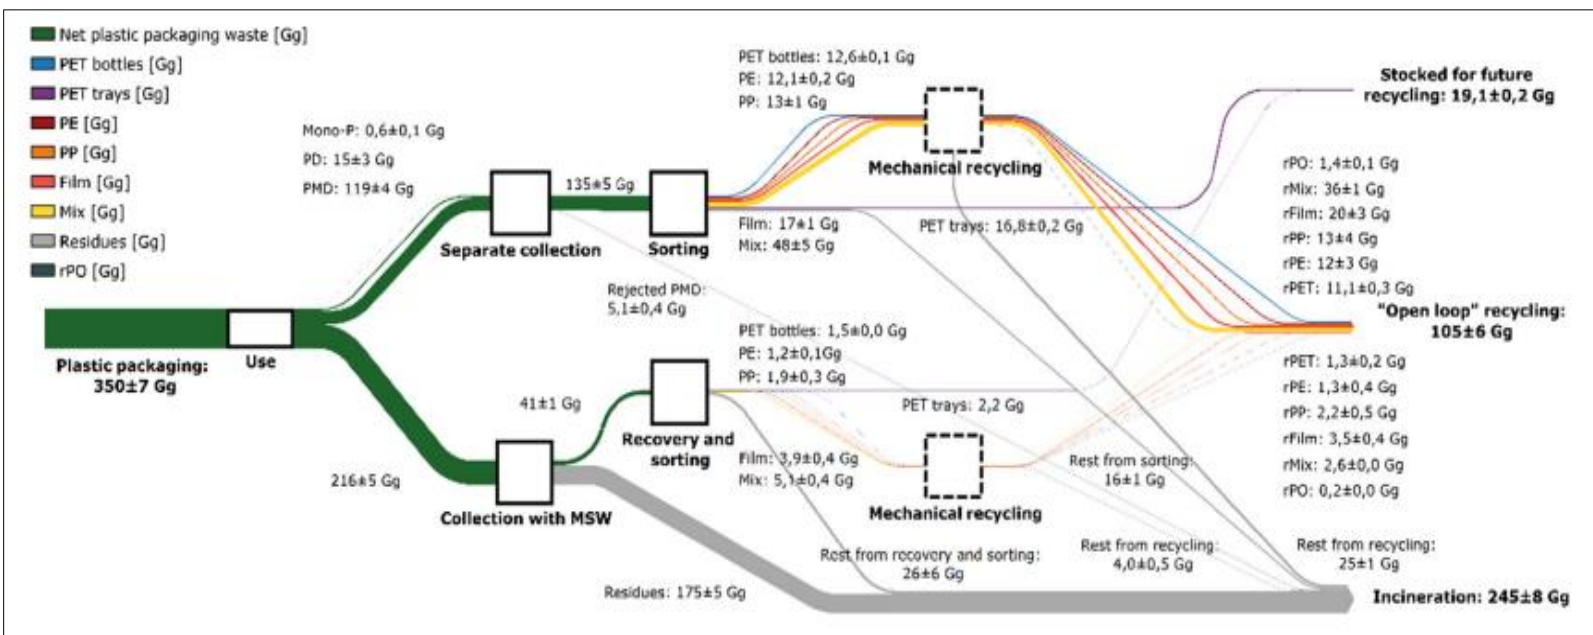 Net plastic packaging waste [Gg]
PET bottles [Gg]
PET trays [Gg]
PE [Gg]
PP [Gg]
Film [Gg]
Mix [Gg]
Residues [Gg]
rPO [Gg]
Plastic packaging:
350±7 Gg
Use
Mono-P: 0,6±0,1 Gg
PD: 15±3 Gg
PMD: 119±4 Gg
Separate collection
135±5 Gg
Sorting
PET bottles: 12,6±0,1 Gg
PE: 12,1±0,2 Gg
PP: 13±1 Gg
Film: 17±1 Gg
Mix: 48±5 Gg
Mechanical recycling
PET trays: 16,8±0,2 Gg
Stocked for future
recycling: 19,1±0,2 Gg
rPO: 1,4±0,1 Gg
rMix: 36±1 Gg
rFilm: 20±3 Gg
rPP: 13±4 Gg
rPE: 12±3 Gg
rPET: 11,1±0,3 Gg
"Open loop" recycling:
105±6 Gg
rPET: 1,3±0,2 Gg
rPE: 1,3±0,4 Gg
rPP: 2,2±0,5 Gg
rFilm: 3,5±0,4 Gg
rMix: 2,6±0,0 Gg
rPO: 0,2±0,0 Gg
Rejected PMD:
5,1±0,4 Gg
216±5 Gg
Collection with MSW
41±1 Gg
Recovery and
sorting
PET bottles: 1,5±0,0 Gg
PE: 1,2±0,1Gg
PP: 1,9±0,3 Gg
PET trays: 2,2 Gg
Film: 3,9±0,4 Gg
Mix: 5,1±0,4 Gg
Mechanical recycling
Rest from sorting:
16±1 Gg
Residues: 175±5 Gg
Rest from recovery and sorting:
26±6 Gg
Rest from recycling:
4,0±0,5 Gg
Rest from recycling:
25±1 Gg
Incineration: 245±8 Gg